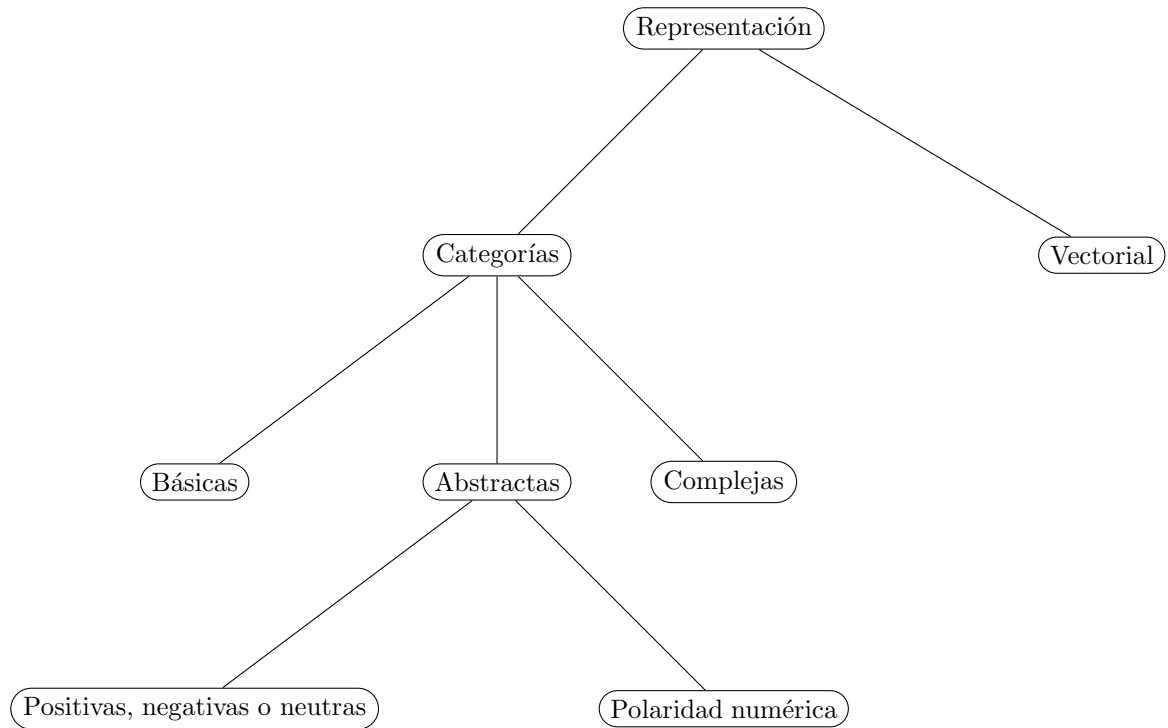 Representación
Categorías
Vectorial
Básicas
Abstractas
Complejas
Positivas, negativas o neutras
Polaridad numérica